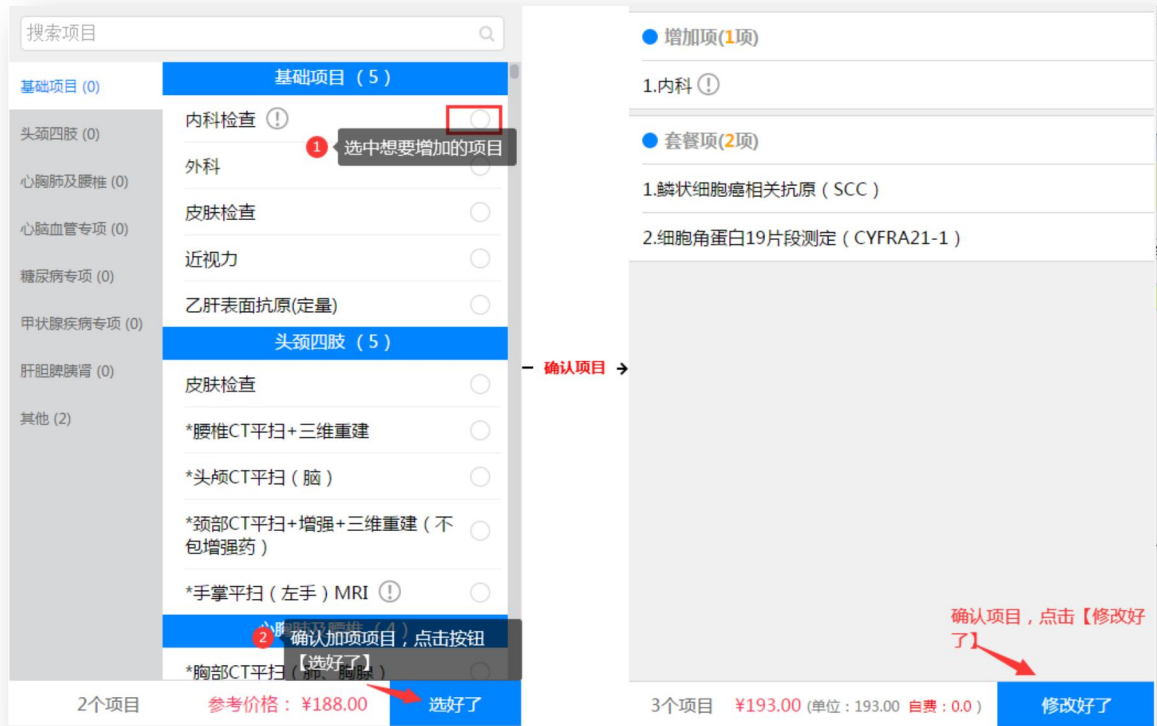 搜索项目
基础项目 (0)
头颈四肢 (0)
心胸肺及腰椎 (0)
心脑血管专项 (0)
糖尿病专项 (0)
甲状腺疾病专项 (0)
肝胆脾胰肾 (0)
其他 (2)
基础项目 ( 5 )
内科检查
1 选中想要增加的项目
外科
皮肤检查
近视力
乙肝表面抗原(定量)
头颈四肢 ( 5 )
皮肤检查
*腰椎CT平扫+三维重建
*头颅CT平扫 ( 脑 )
*颈部CT平扫+增强+三维重建 ( 不
包增强药 )
*手掌平扫 ( 左手 ) MRI
心胸肺及腰椎 ( 4 )
2 确认加项项目，点击按钮
【选好了】
*胸部CT平扫 ( 肺、胸腺 )
2个项目 参考价格： ¥188.00 选好了
确认项目
增加项(1项)
1.内科
套餐项(2项)
1.鳞状细胞癌相关抗原 ( SCC )
2.细胞角蛋白19片段测定 ( CYFRA21-1 )
确认项目，点击【修改好
了】
3个项目 ¥193.00 (单位：193.00 自费：0.0 ) 修改好了